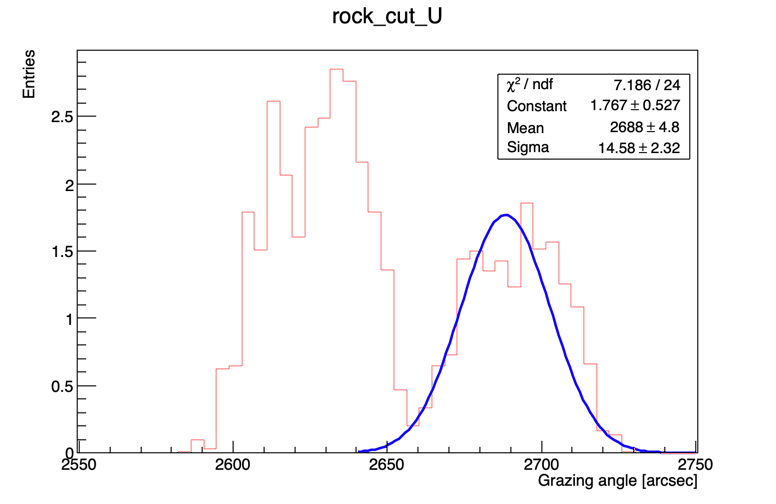 rock_cut_U
Entries
χ² / ndf 7.186 / 24
Constant 1.767 ± 0.527
Mean 2688 ± 4.8
Sigma 14.58 ± 2.32
2.5
2
1.5
1
0.5
0
2550 2600 2650 2700 2750
Grazing angle [arcsec]